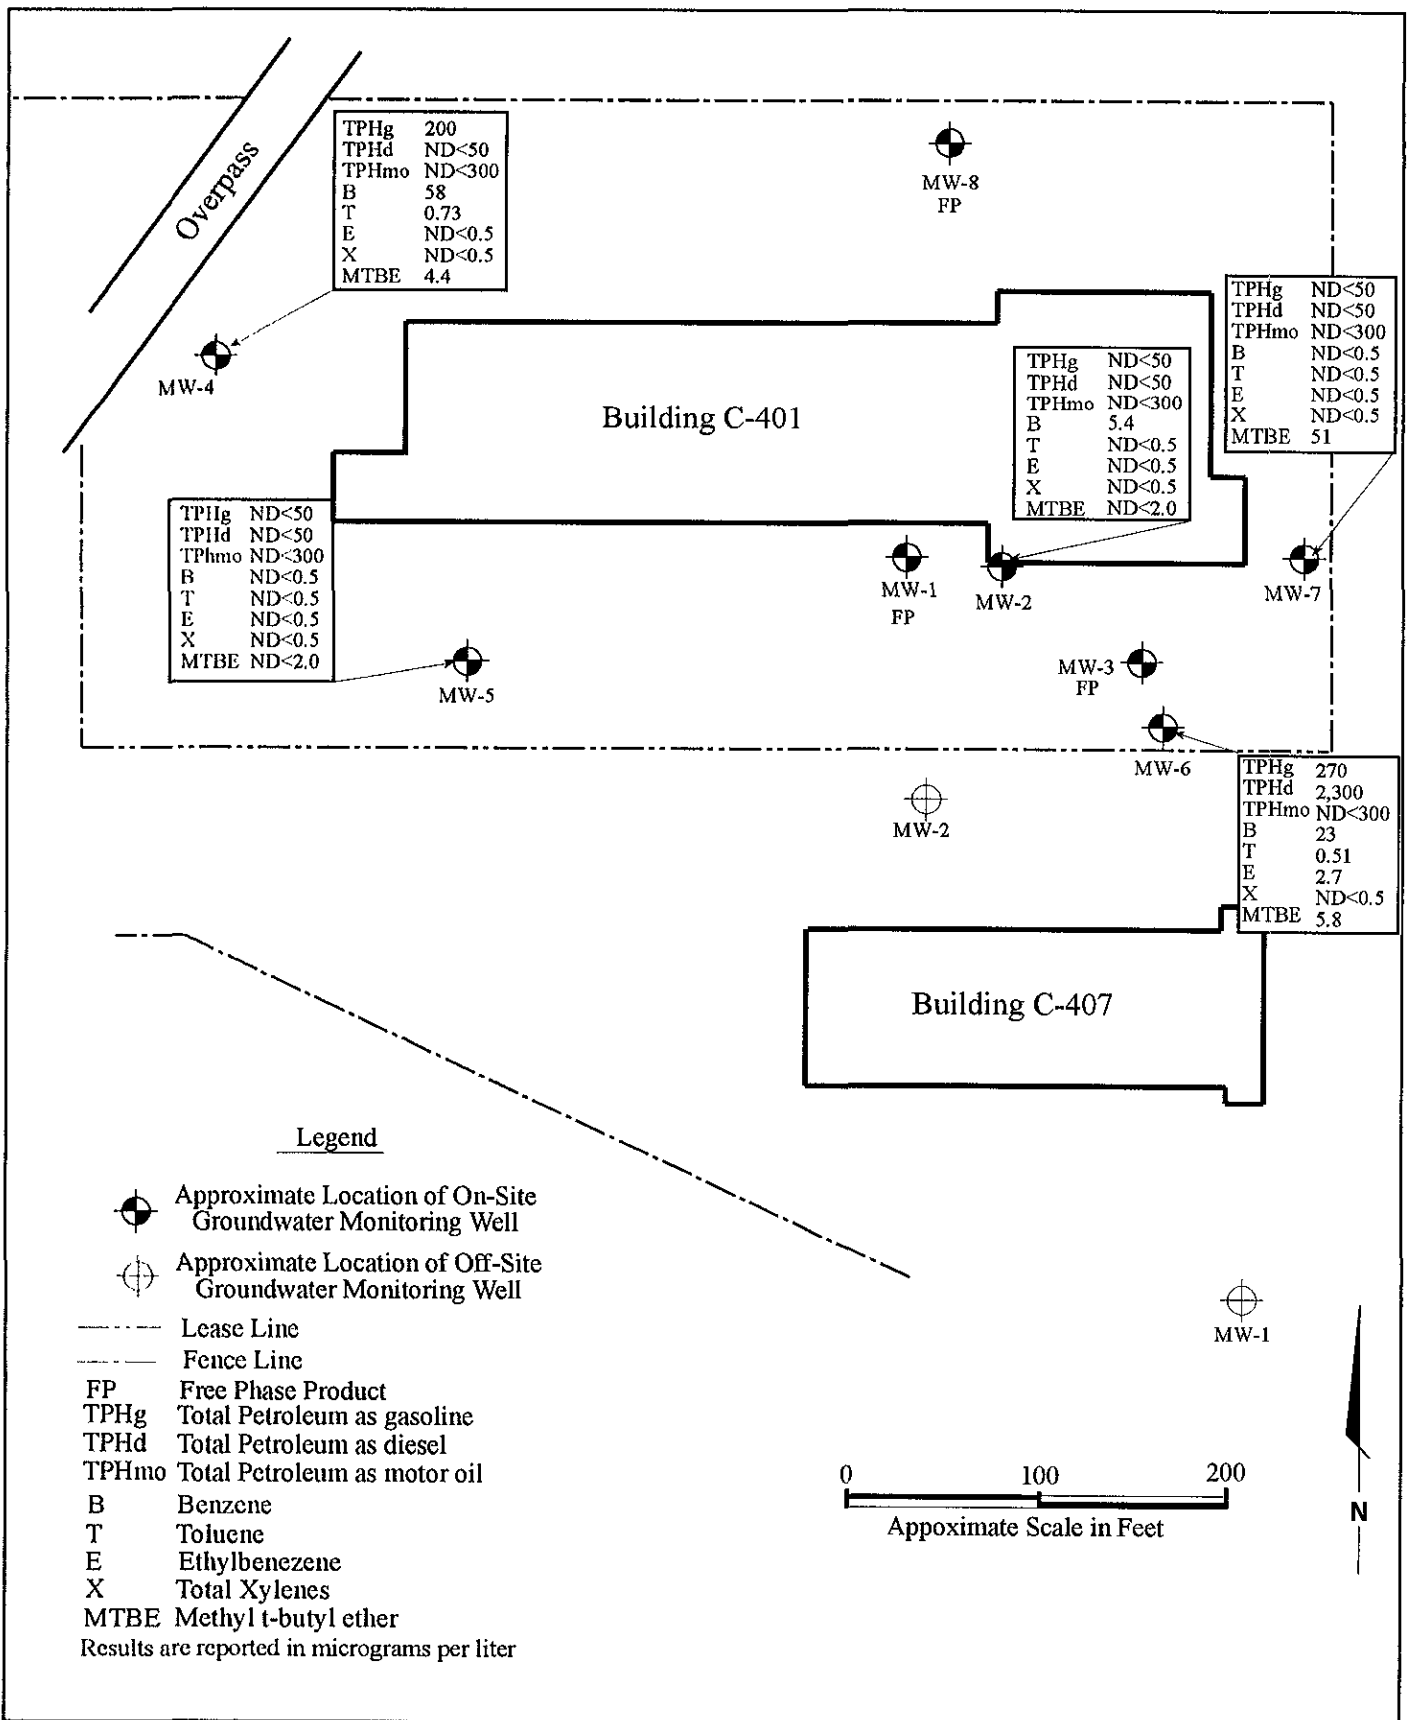 Overpass
TPHg 200
TPHd ND<50
TPHmo ND<300
B 58
T 0.73
E ND<0.5
X ND<0.5
MTBE 4.4
MW-8
FP
MW-4
Building C-401
TPHg ND<50
TPHd ND<50
TPHmo ND<300
B 5.4
T ND<0.5
E ND<0.5
X ND<0.5
MTBE ND<2.0
TPHg ND<50
TPHd ND<50
TPHmo ND<300
B ND<0.5
T ND<0.5
E ND<0.5
X ND<0.5
MTBE 51
TPHg ND<50
TPHd ND<50
TPhmo ND<300
B ND<0.5
T ND<0.5
E ND<0.5
X ND<0.5
MTBE ND<2.0
MW-1
FP
MW-2
MW-7
MW-5
MW-3
FP
MW-6
TPHg 270
TPHd 2,300
TPHmo ND<300
B 23
T 0.51
E 2.7
X ND<0.5
MTBE 5.8
MW-2
Building C-407
Legend
Approximate Location of On-Site
Groundwater Monitoring Well
Approximate Location of Off-Site
Groundwater Monitoring Well
Lease Line
Fence Line
FP Free Phase Product
TPHg Total Petroleum as gasoline
TPHd Total Petroleum as diesel
TPHmo Total Petroleum as motor oil
B Benzene
T Toluene
E Ethylbenezene
X Total Xylenes
MTBE Methyl t-butyl ether
Results are reported in micrograms per liter
MW-1
0 100 200
Appoximate Scale in Feet
N